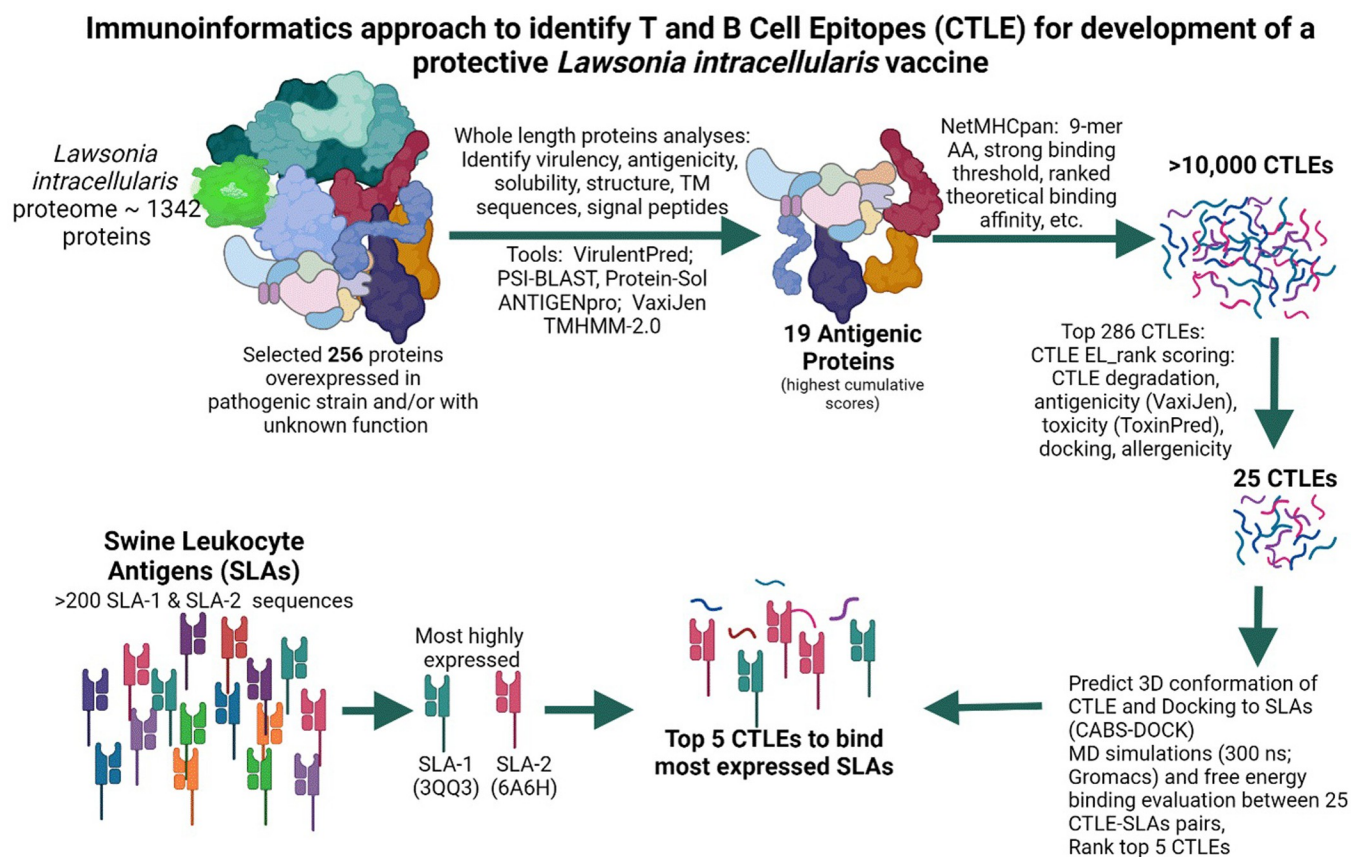 Immunoinformatics approach to identify T and B Cell Epitopes (CTLE) for development of a
protective Lawsonia intracellularis vaccine
Lawsonia
intracellularis
proteome ~ 1342
proteins
Selected 256 proteins
overexpressed in
pathogenic strain and/or with
unknown function
Whole length proteins analyses:
Identify virulency, antigenicity,
solubility, structure, TM
sequences, signal peptides
Tools:  VirulentPred;
PSI-BLAST, Protein-Sol
ANTIGENpro;  VaxiJen
TMHMM-2.0
19 Antigenic
Proteins
(highest cumulative
scores)
NetMHCpan:  9-mer
AA, strong binding
threshold, ranked
theoretical binding
affinity, etc.
>10,000 CTLEs
Top 286 CTLEs:
CTLE EL_rank scoring:
CTLE degradation,
antigenicity (VaxiJen),
toxicity (ToxinPred),
docking, allergenicity
25 CTLEs
Predict 3D conformation of
CTLE and Docking to SLAs
(CABS-DOCK)
MD simulations (300 ns;
Gromacs) and free energy
binding evaluation between 25
CTLE-SLAs pairs,
Rank top 5 CTLEs
Swine Leukocyte
Antigens (SLAs)
>200 SLA-1 & SLA-2  sequences
Most highly
expressed
SLA-1
(3QQ3)
SLA-2
(6A6H)
Top 5 CTLEs to bind
most expressed SLAs